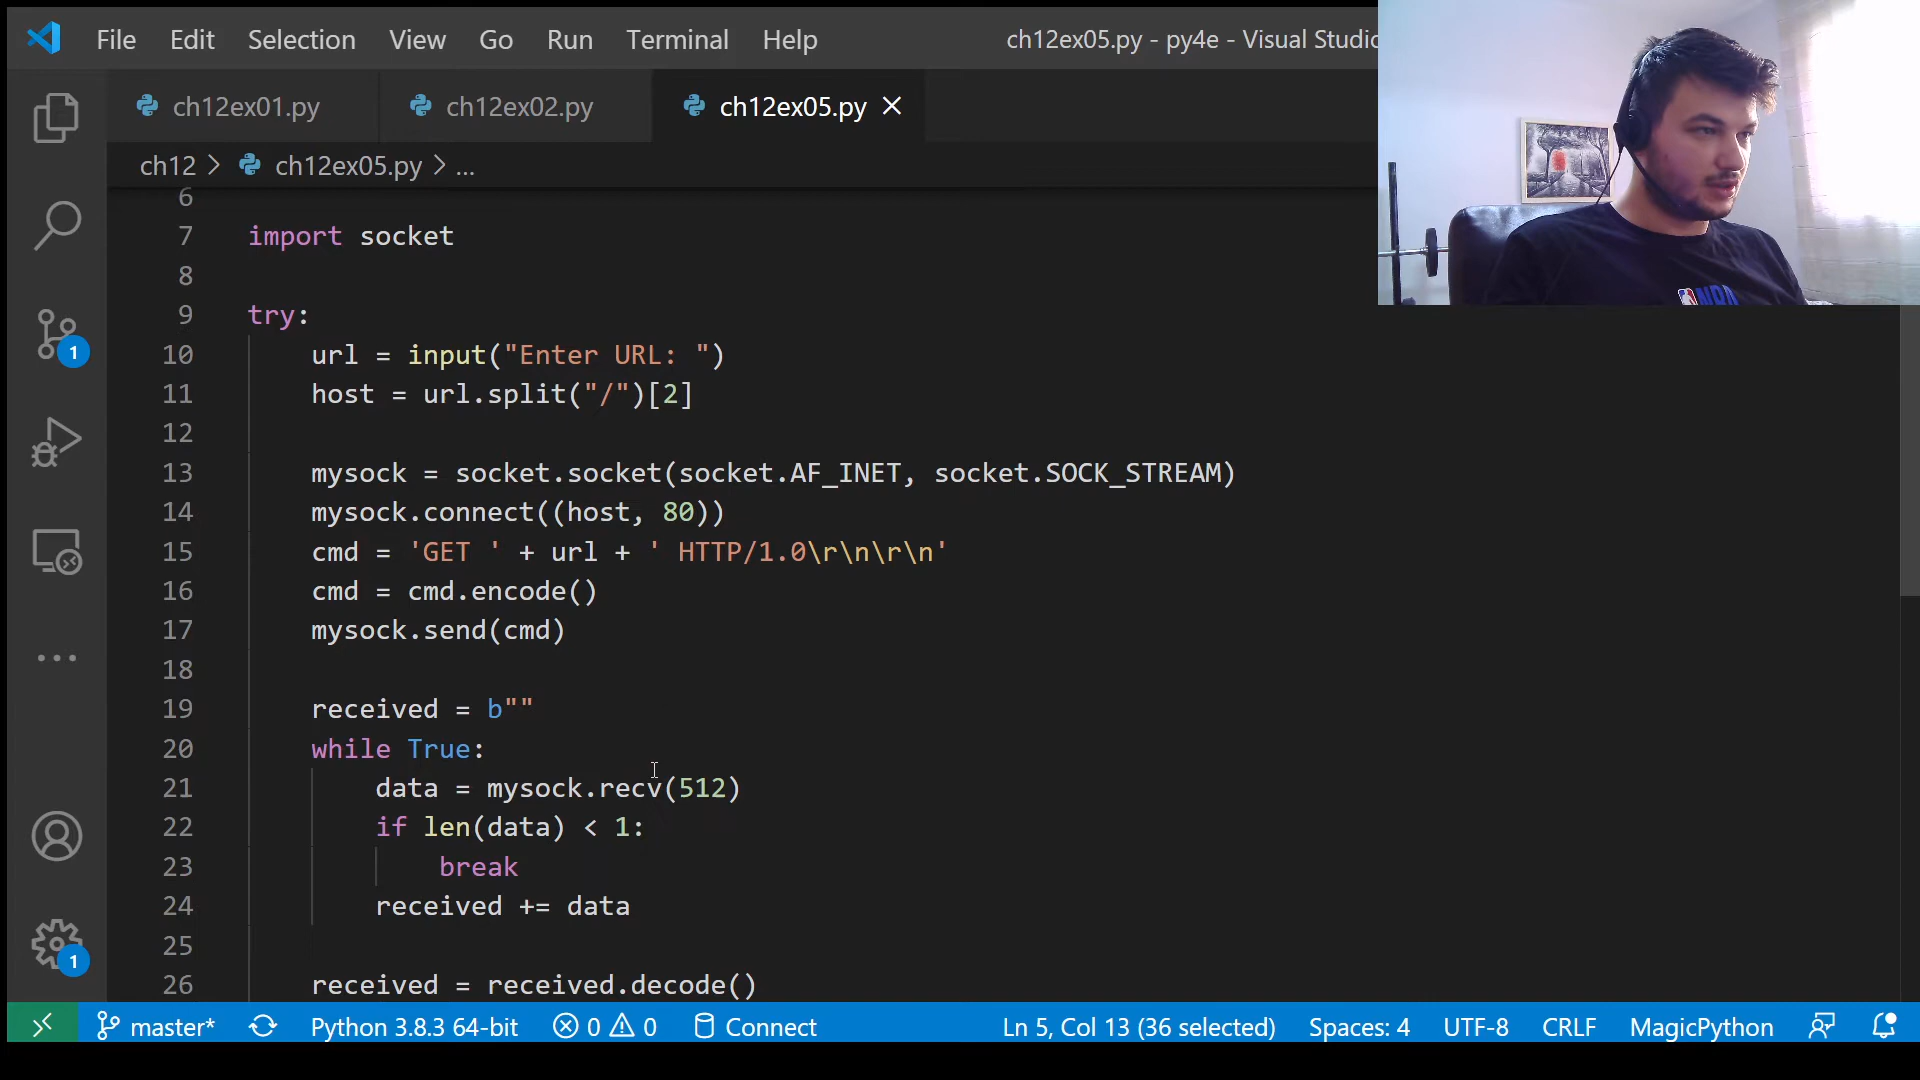 File Edit Selection View Go Run Terminal Help
ch12ex05.py - py4e - Visual Studio
ch12ex01.py ch12ex02.py ch12ex05.py
ch12 > ch12ex05.py > ...
6
7 import socket
8
9 try:
10 url = input("Enter URL: ")
11 host = url.split("/")[2]
12
13 mysock = socket.socket(socket.AF_INET, socket.SOCK_STREAM)
14 mysock.connect((host, 80))
15 cmd = 'GET ' + url + ' HTTP/1.0\r\n\r\n'
16 cmd = cmd.encode()
17 mysock.send(cmd)
18
19 received = b""
20 while True:
21 data = mysock.recv(512)
22 if len(data) < 1:
23 break
24 received += data
25
26 received = received.decode()
1
1
NBA
master* Python 3.8.3 64-bit 0 0 Connect Ln 5, Col 13 (36 selected) Spaces: 4 UTF-8 CRLF MagicPython